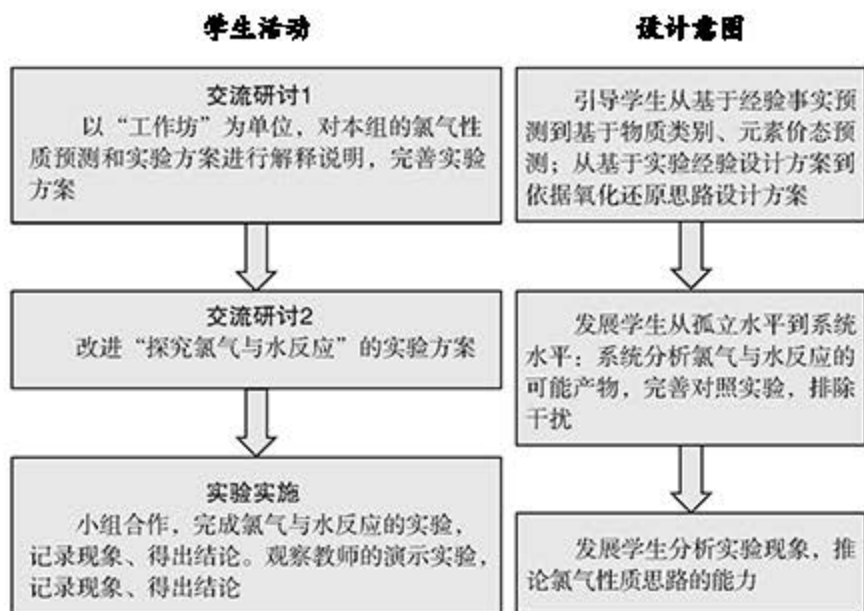 学生活动
设计意图
交流研讨1
以“工作坊”为单位，对本组的氯气性
质预测和实验方案进行解释说明，完善实验
方案
引导学生从基于经验事实预
测到基于物质类别、元素价态预
测；从基于实验经验设计方案到
依据氧化还原思路设计方案
交流研讨2
改进“探究氯气与水反应”的实验方案
发展学生从孤立水平到系统
水平：系统分析氯气与水反应的
可能产物，完善对照实验，排除
干扰
实验实施
小组合作，完成氯气与水反应的实验，
记录现象、得出结论。观察教师的演示实验，
记录现象、得出结论
发展学生分析实验现象，推
论氯气性质思路的能力